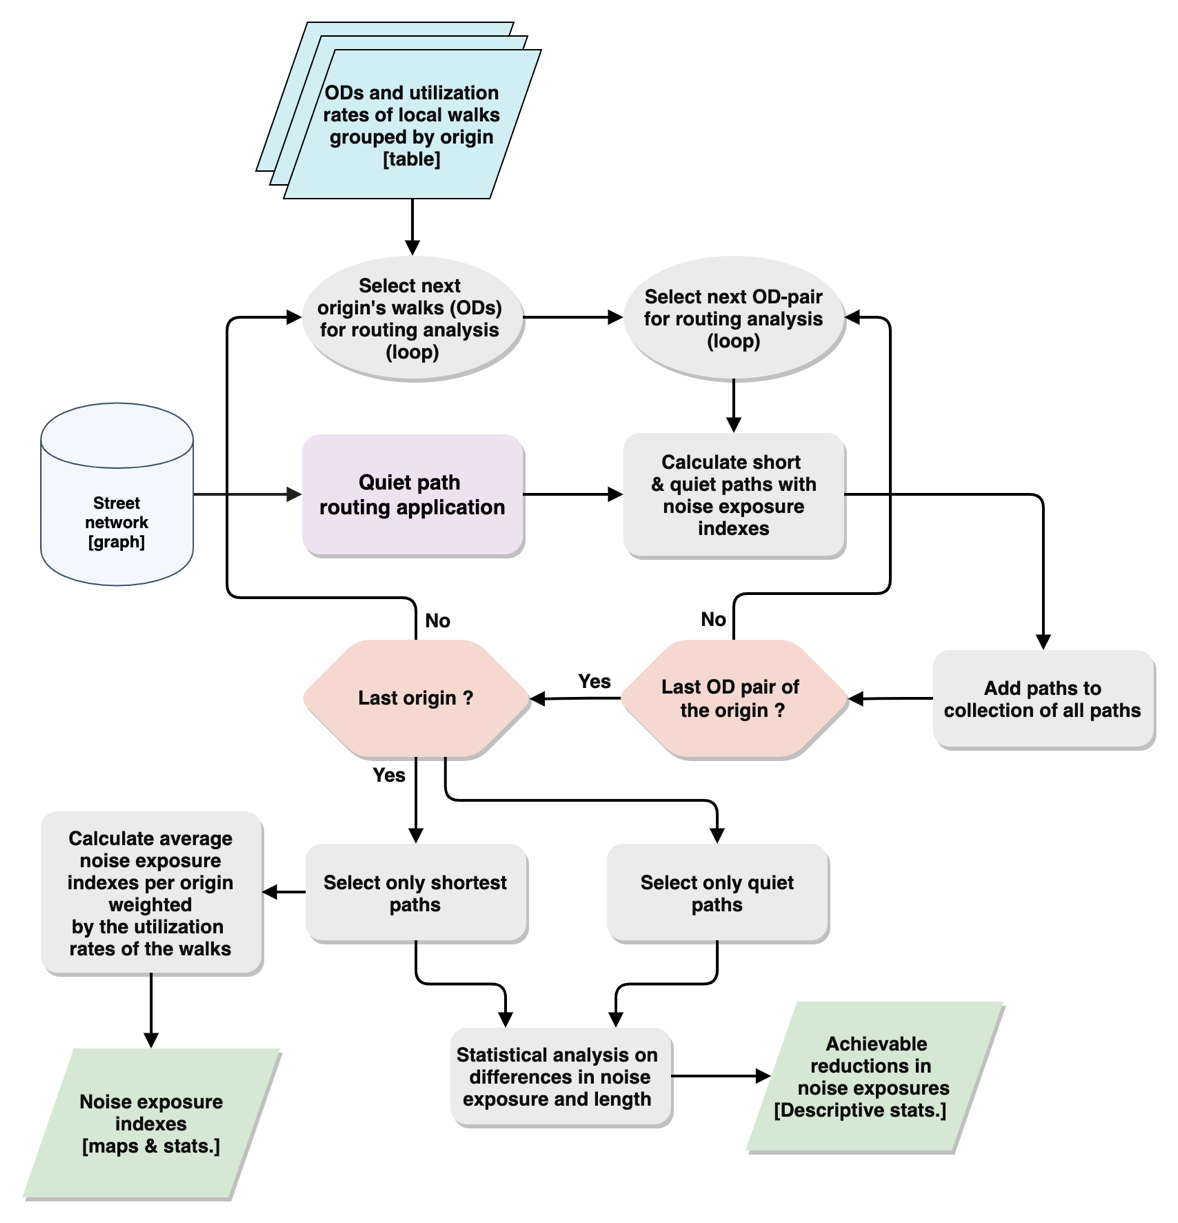 ODs and utilization
rates of local walks
grouped by origin
[table]
Select next
origin's walks (ODs)
for routing analysis
(loop)
Select next OD-pair
for routing analysis
(loop)
Street
network
[graph]
Quiet path
routing application
Calculate short
& quiet paths with
noise exposure
indexes
No
No
Last origin ?
Yes
Last OD pair of
the origin ?
Add paths to
collection of all paths
Yes
Calculate average
noise exposure
indexes per origin
weighted
by the utilization
rates of the walks
Select only shortest
paths
Select only quiet
paths
Statistical analysis on
differences in noise
exposure and length
Achievable
reductions in
noise exposures
[Descriptive stats.]
Noise exposure
indexes
[maps & stats.]